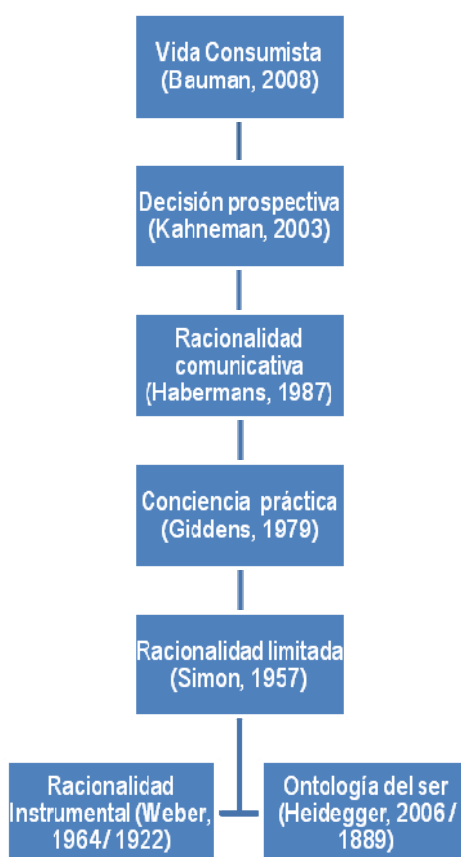 Vida Consumista
(Bauman, 2008)
Decisión prospectiva
(Kahneman, 2003)
Racionalidad
comunicativa
(Habermans, 1987)
Conciencia práctica
(Giddens, 1979)
Racionalidad limitada
(Simon, 1957)
Racionalidad
Instrumental (Weber,
1964/ 1922)
Ontología del ser
(Heidegger, 2006 /
1889)